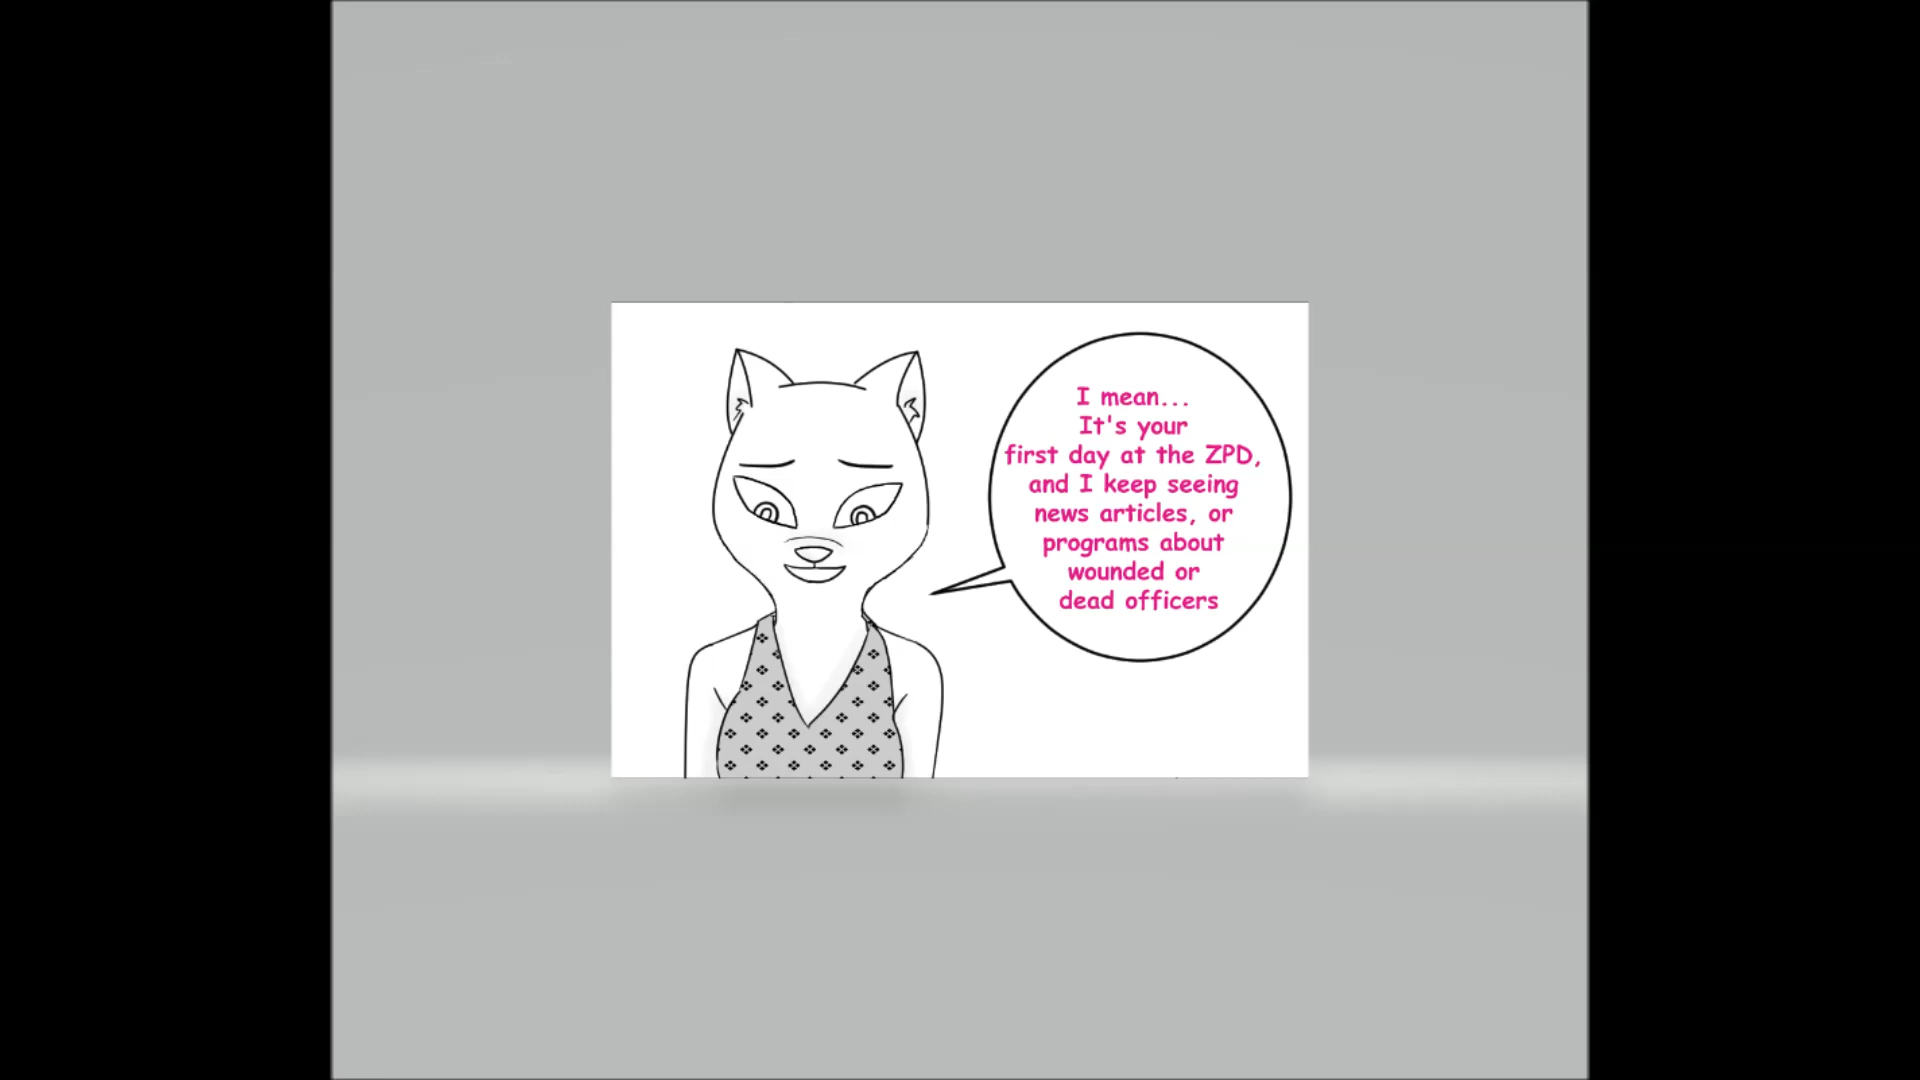 I mean...
It's your
first day at the ZPD,
and I keep seeing
news articles, or
programs about
wounded or
dead officers